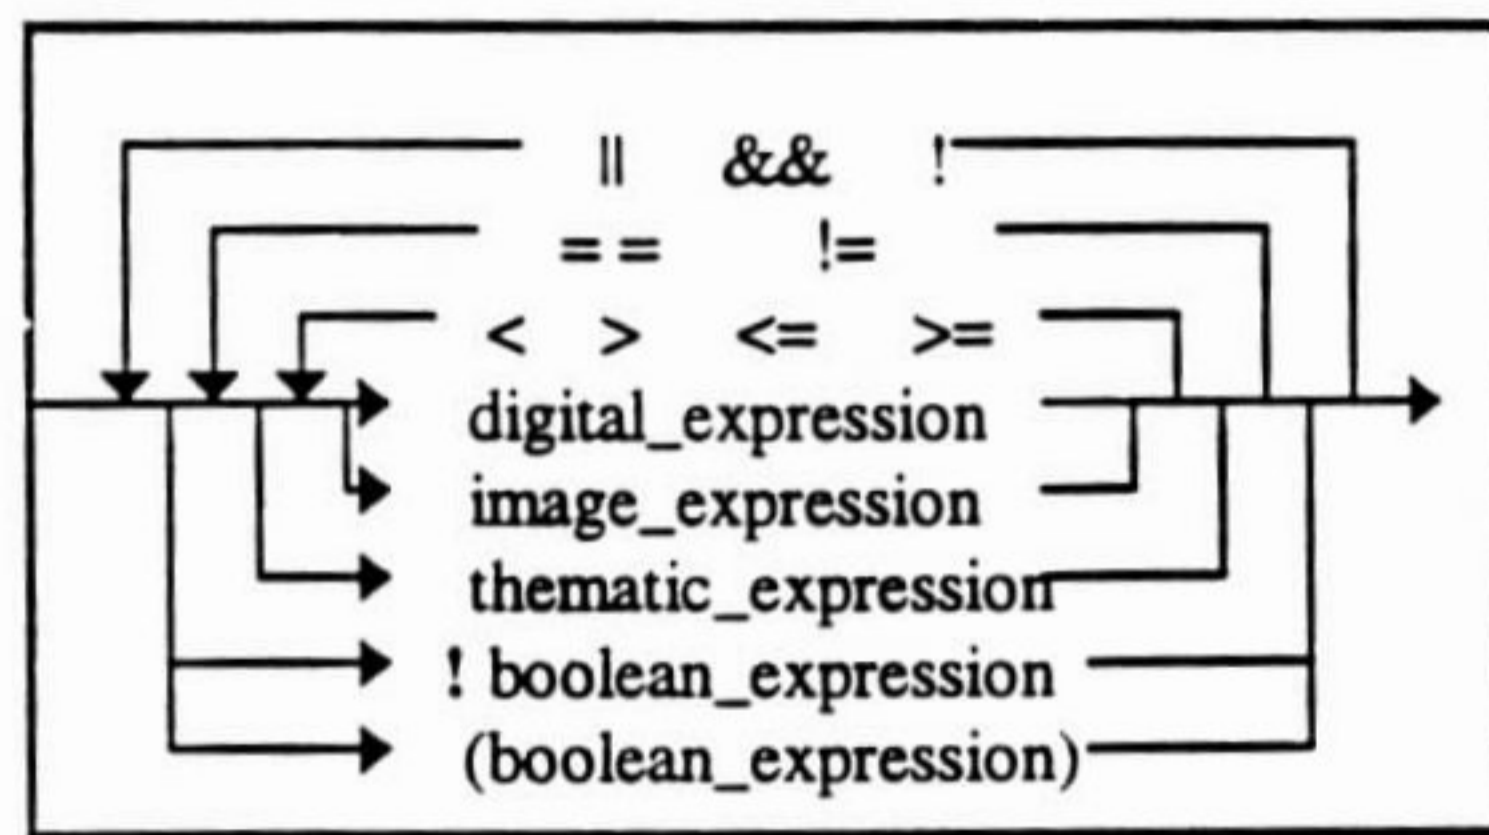 || && !
= = !=
< > <= >=
digital_expression
image_expression
thematic_expression
! boolean_expression
(boolean_expression)